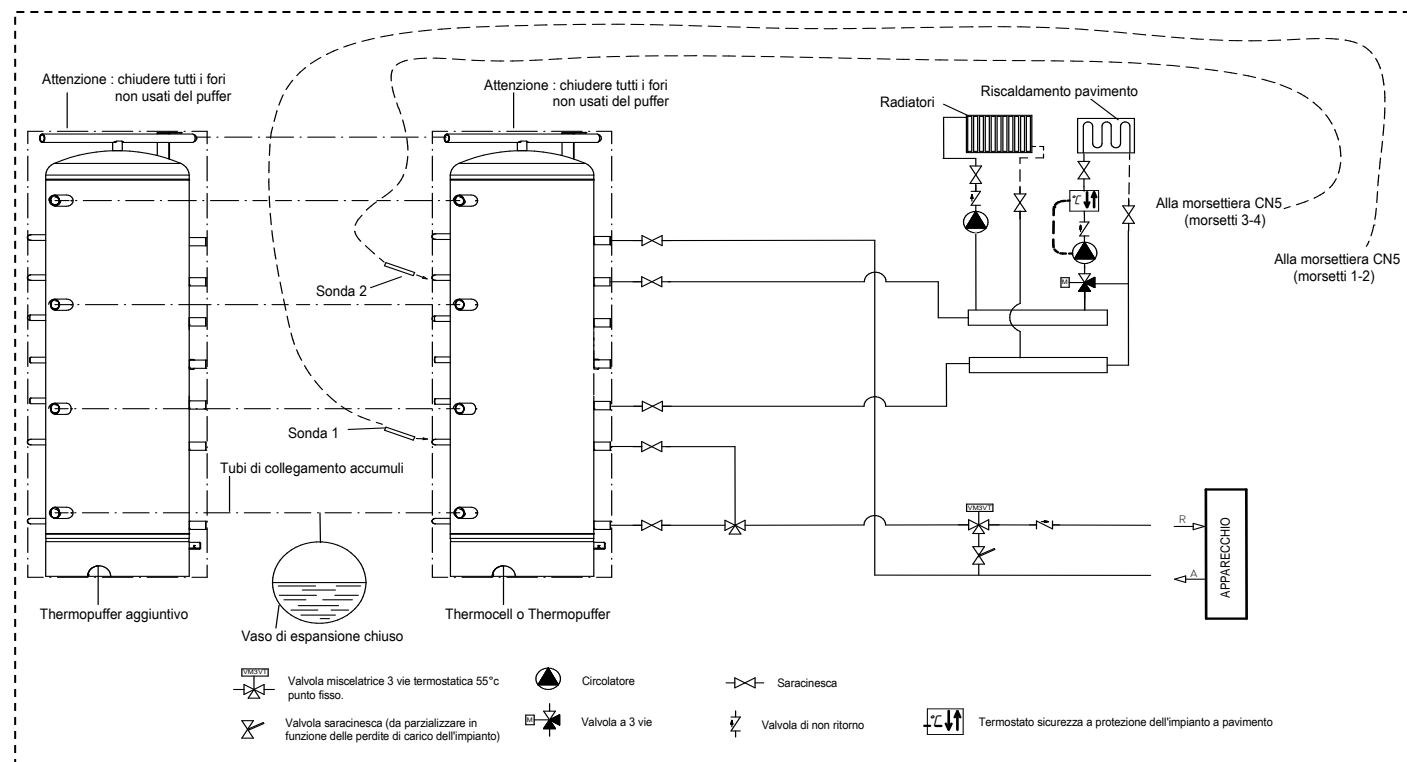 Attenzione : chiudere tutti i fori
non usati del puffer
Attenzione : chiudere tutti i fori
non usati del puffer
Radiatori
Riscaldamento pavimento
°C
Alla morsettiera CN5
(morsetti 3-4)
Alla morsettiera CN5
(morsetti 1-2)
Sonda 2
M
Sonda 1
Tubi di collegamento accumuli
VM3VT
R
A
APPARECCHIO
Thermopuffer aggiuntivo
Vaso di espansione chiuso
Thermocell o Thermopuffer
VM3VT
Valvola miscelatrice 3 vie termostatica 55°c
punto fisso.
Circolatore
Saracinesca
Valvola saracinesca (da parzializzare in
funzione delle perdite di carico dell'impianto)
M
Valvola a 3 vie
Valvola di non ritorno
°C
Termostato sicurezza a protezione dell'impianto a pavimento